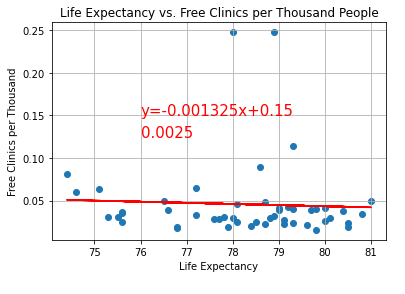 Life Expectancy vs. Free Clinics per Thousand People
0.25
0.20
0.15
0.10
0.05
Free Clinics per Thousand
y=-0.001325x+0.15
0.0025
75 76 77 78 79 80 81
Life Expectancy